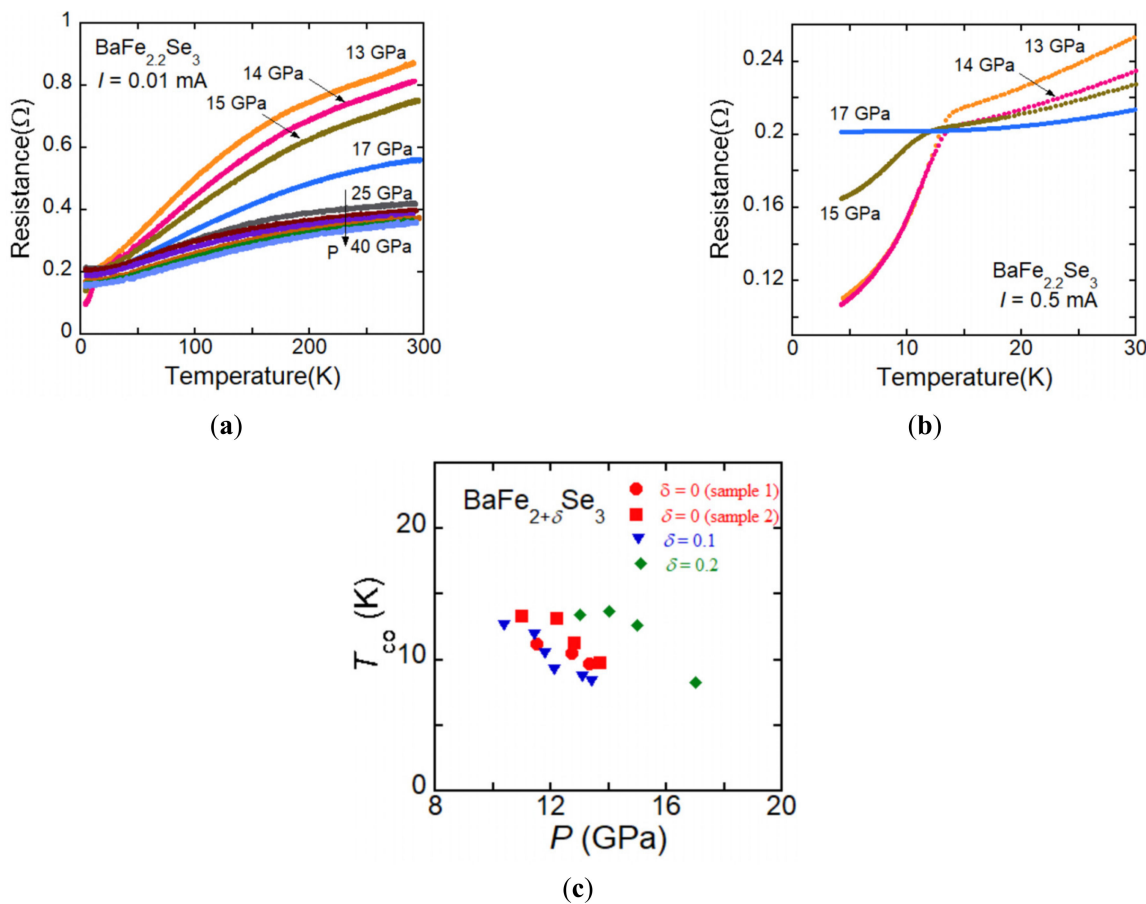 1
0.8
0.6
0.4
0.2
0
BaFe2.2Se3
I = 0.01 mA
13 GPa
14 GPa
15 GPa
17 GPa
25 GPa
P
40 GPa
Resistance(Ω)
0
100
200
300
Temperature(K)
(a)
0.24
0.2
0.16
0.12
13 GPa
14 GPa
17 GPa
15 GPa
BaFe2.2Se3
I = 0.5 mA
Resistance(Ω)
0
10
20
30
Temperature(K)
(b)
BaFe2+δSe3
δ = 0 (sample 1)
δ = 0 (sample 2)
δ = 0.1
δ = 0.2
20
10
0
Tco (K)
8
12
16
20
P (GPa)
(c)